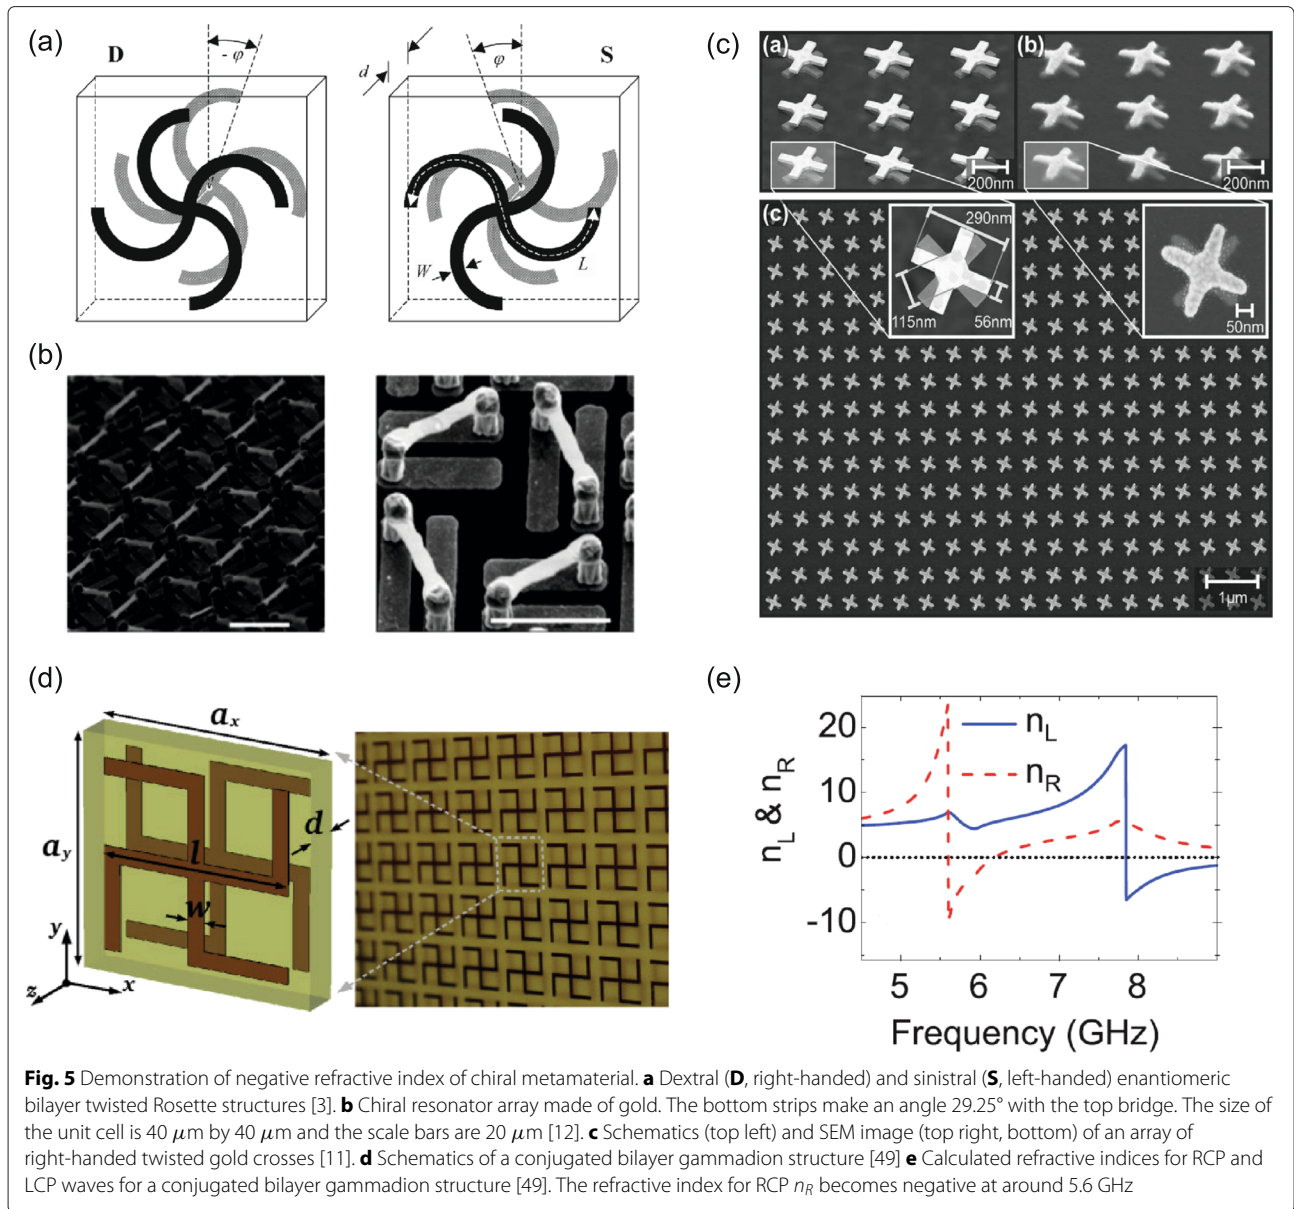 (a)
D
- φ
d
φ
S
W
L
(b)
(c)
(a)
(b)
200nm
200nm
(c)
290nm
115nm
56nm
50nm
1μm
(d)
a_x
a_y
l
d
w
y
x
z
(e)
n_L & n_R
20
10
0
-10
n_L
n_R
5
6
7
8
Frequency (GHz)
Fig. 5 Demonstration of negative refractive index of chiral metamaterial. a Dextral (D, right-handed) and sinistral (S, left-handed) enantiomeric
bilayer twisted Rosette structures [3]. b Chiral resonator array made of gold. The bottom strips make an angle 29.25° with the top bridge. The size of
the unit cell is 40 μm by 40 μm and the scale bars are 20 μm [12]. c Schematics (top left) and SEM image (top right, bottom) of an array of
right-handed twisted gold crosses [11]. d Schematics of a conjugated bilayer gammadion structure [49] e Calculated refractive indices for RCP and
LCP waves for a conjugated bilayer gammadion structure [49]. The refractive index for RCP n_R becomes negative at around 5.6 GHz